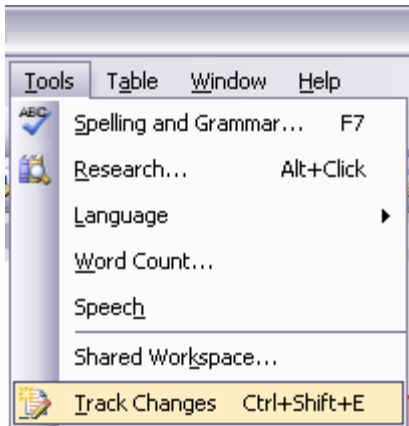 Tools Table Window Help
ABC Spelling and Grammar... F7
Research... Alt+Click
Language
Word Count...
Speech
Shared Workspace...
Track Changes Ctrl+Shift+E